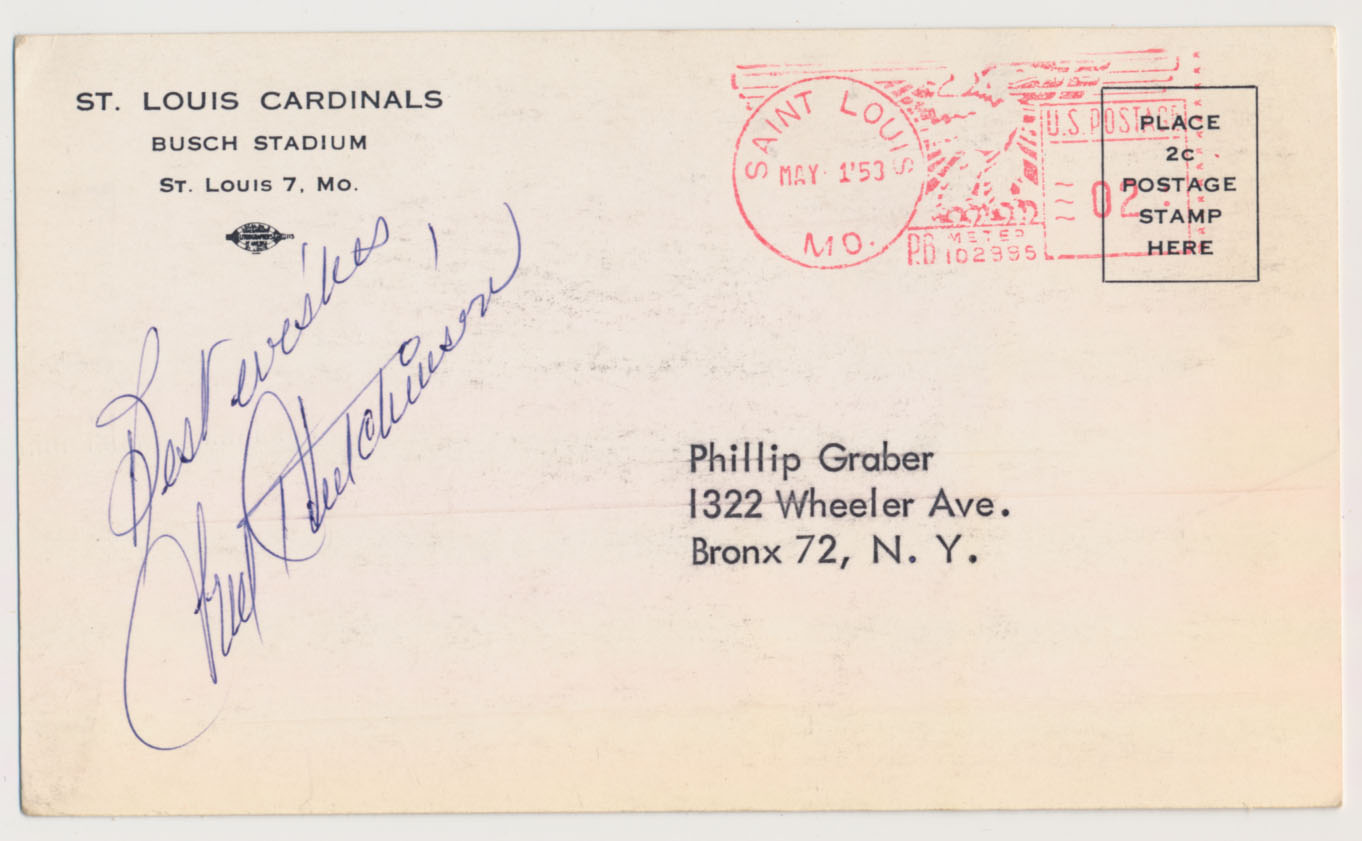 ST. LOUIS CARDINALS
BUSCH STADIUM
ST. LOUIS 7, MO.
SAINT LOUIS
MAY 1'53
MO.
P.B. METER
102995
U.S. POSTAGE
02
PLACE
2c
POSTAGE
STAMP
HERE
Best wishes,
Fred Hutchinson
Phillip Graber
1322 Wheeler Ave.
Bronx 72, N. Y.